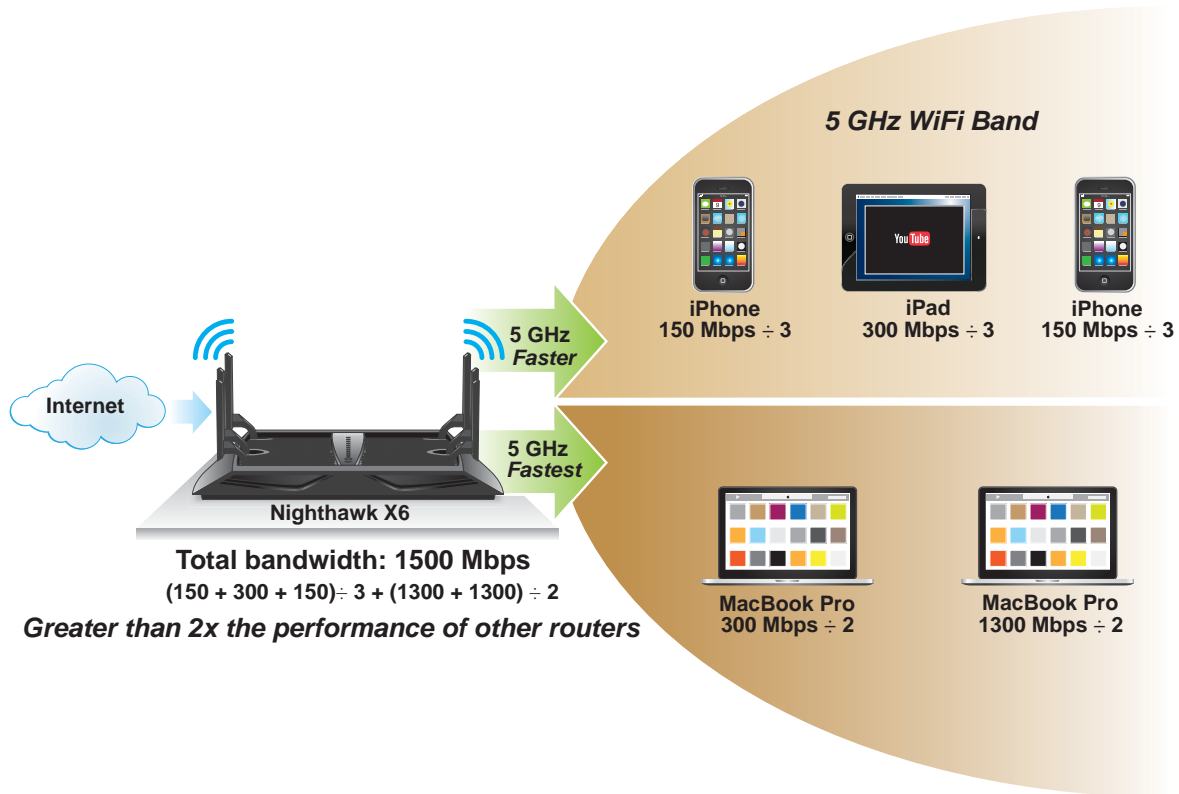 5 GHz WiFi Band
You Tube
iPhone
150 Mbps ÷ 3
iPad
300 Mbps ÷ 3
iPhone
150 Mbps ÷ 3
5 GHz
Faster
Internet
5 GHz
Fastest
Nighthawk X6
Total bandwidth: 1500 Mbps
(150 + 300 + 150)÷ 3 + (1300 + 1300) ÷ 2
Greater than 2x the performance of other routers
MacBook Pro
300 Mbps ÷ 2
MacBook Pro
1300 Mbps ÷ 2